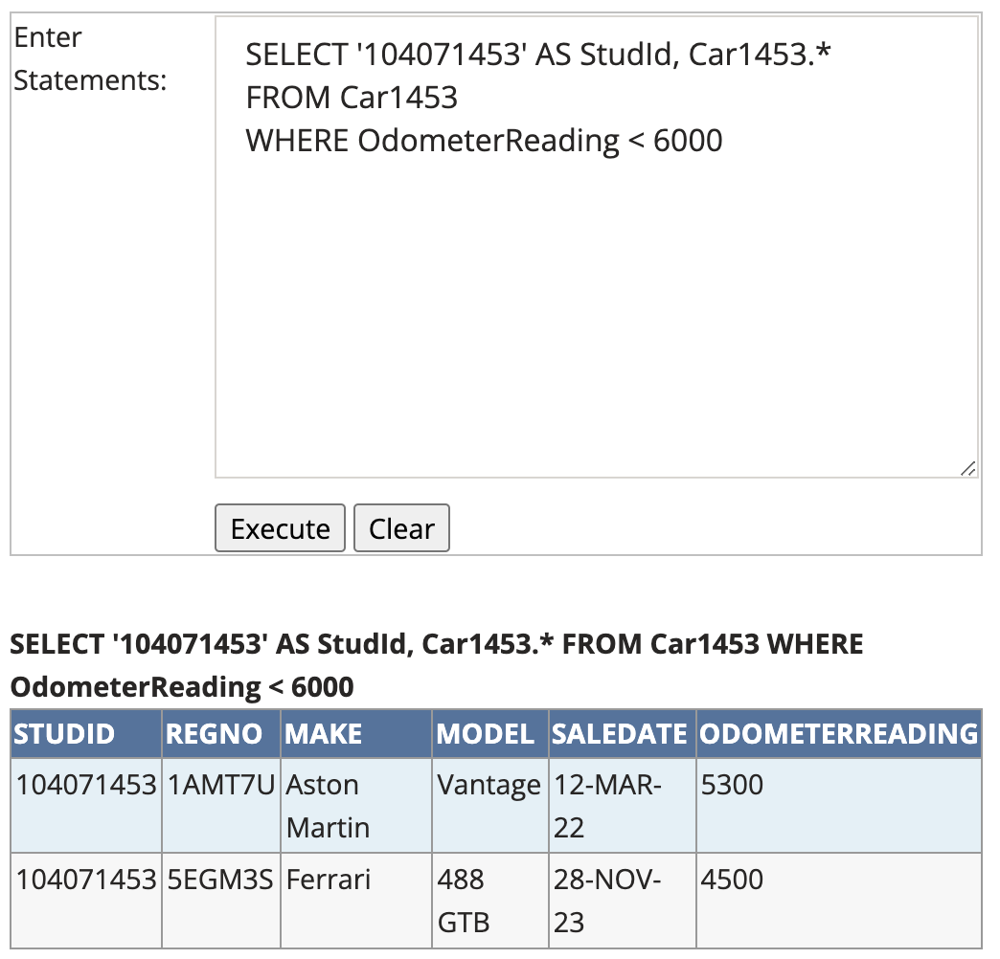 Enter
Statements:
SELECT '104071453' AS StudId, Car1453.*
FROM Car1453
WHERE OdometerReading < 6000
Execute Clear
SELECT '104071453' AS StudId, Car1453.* FROM Car1453 WHERE
OdometerReading < 6000
STUDID REGNO MAKE MODEL SALEDATE ODOMETERREADING
104071453 1AMT7U Aston Vantage 12-MAR- 5300
Martin 22
104071453 5EGM3S Ferrari 488 28-NOV- 4500
GTB 23